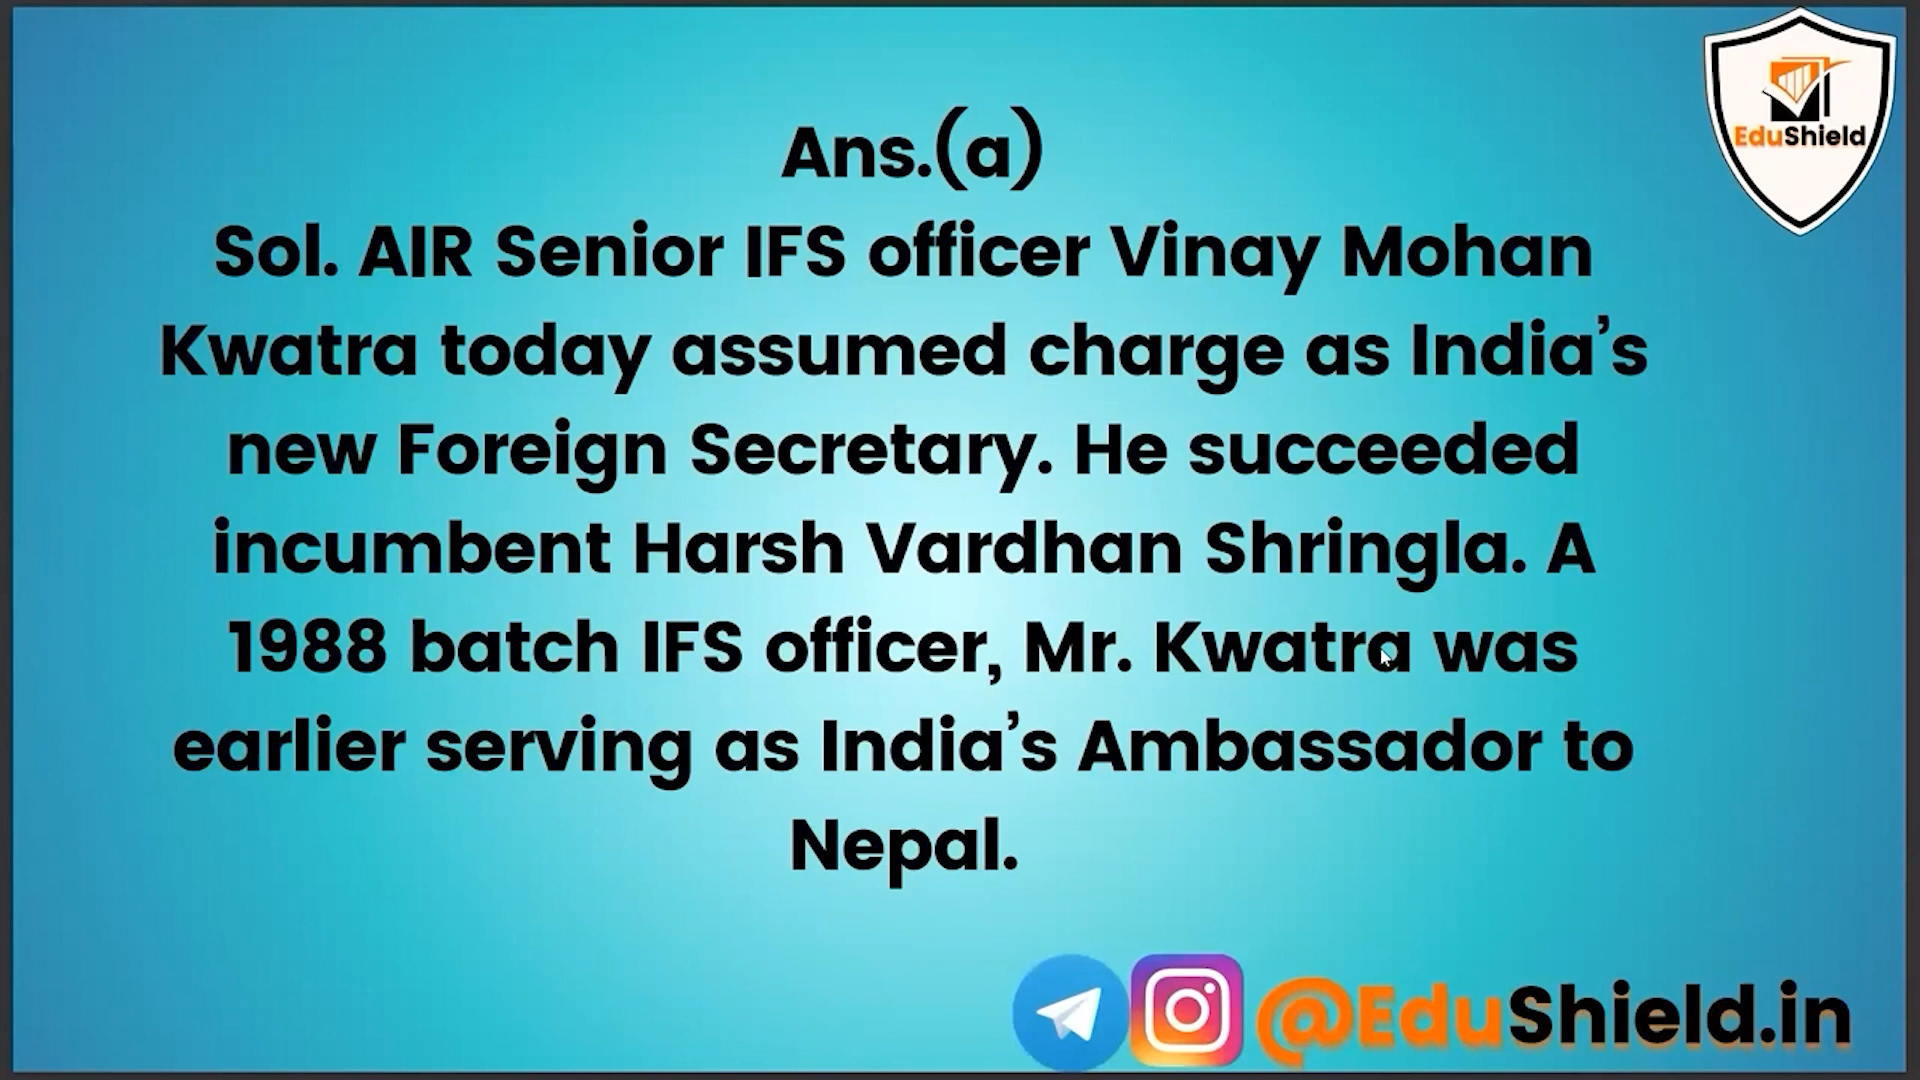 EduShield
Ans.(a)
Sol. AIR Senior IFS officer Vinay Mohan
Kwatra today assumed charge as India’s
new Foreign Secretary. He succeeded
incumbent Harsh Vardhan Shringla. A
1988 batch IFS officer, Mr. Kwatra was
earlier serving as India’s Ambassador to
Nepal.
@EduShield.in